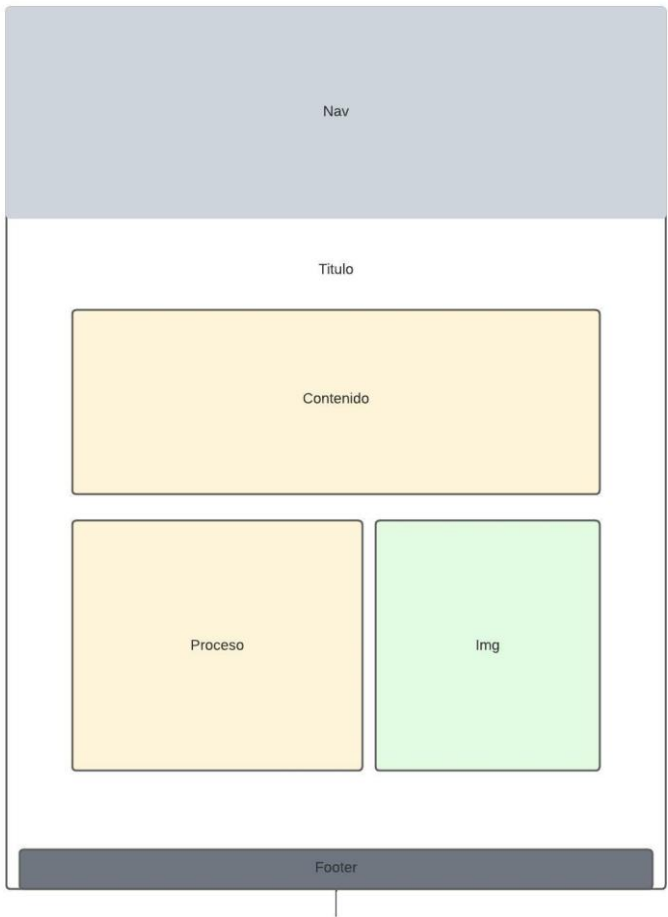 Nav
Titulo
Contenido
Proceso
Img
Footer